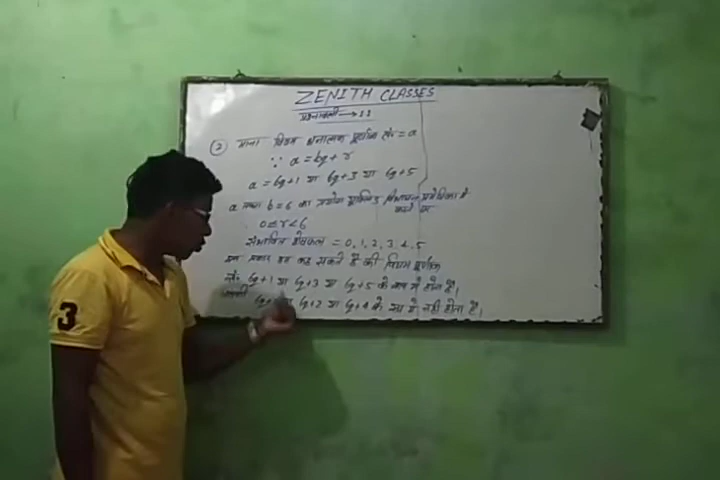 ZENITH CLASSES
प्रश्नावली → 1.1
② माना विषम धनात्मक पूर्णांक सं॰ = a
∵ a = bq + r
a = 6q+1 या 6q+3 या 6q+5
a तथा b = 6 का प्रयोग यूक्लिड विभाजन प्रमेयिका में
करने पर
0 ≤ r < 6
संभावित शेषफल = 0, 1, 2, 3, 4, 5
इस प्रकार हम कह सकते हैं की विषम पूर्णांक
सं॰ 6q+1 या 6q+3 या 6q+5 के रूप में होता है।
6q+2 या 6q+4 के रूप में नहीं होता है।
3